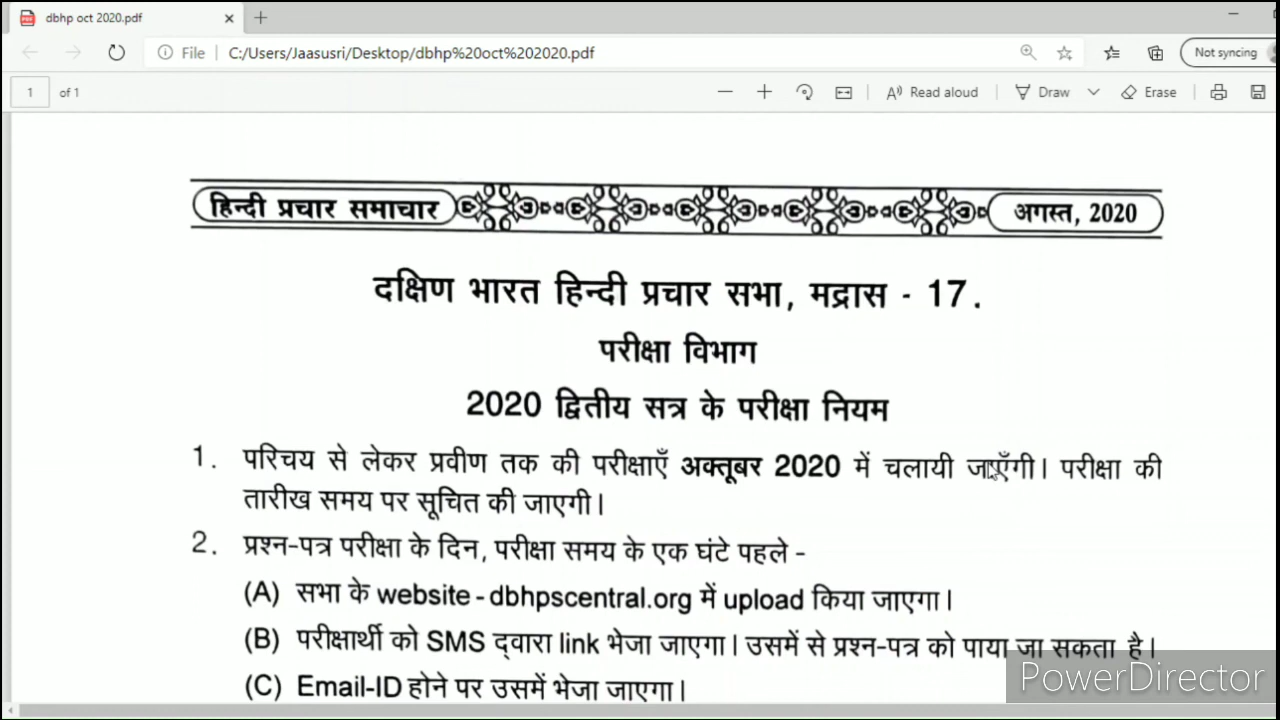 dbhp oct 2020.pdf
File C:/Users/Jaasusri/Desktop/dbhp%20oct%202020.pdf Not syncing
1 of 1 Read aloud Draw Erase
हिन्दी प्रचार समाचार अगस्त, 2020
दक्षिण भारत हिन्दी प्रचार सभा, मद्रास - 17.
परीक्षा विभाग
2020 द्वितीय सत्र के परीक्षा नियम
1. परिचय से लेकर प्रवीण तक की परीक्षाएँ अक्तूबर 2020 में चलायी जाएँगी। परीक्षा की
तारीख समय पर सूचित की जाएगी।
2. प्रश्न-पत्र परीक्षा के दिन, परीक्षा समय के एक घंटे पहले -
(A) सभा के website - dbhpscentral.org में upload किया जाएगा।
(B) परीक्षार्थी को SMS द्वारा link भेजा जाएगा। उसमें से प्रश्न-पत्र को पाया जा सकता है।
(C) Email-ID होने पर उसमें भेजा जाएगा।
PowerDirector